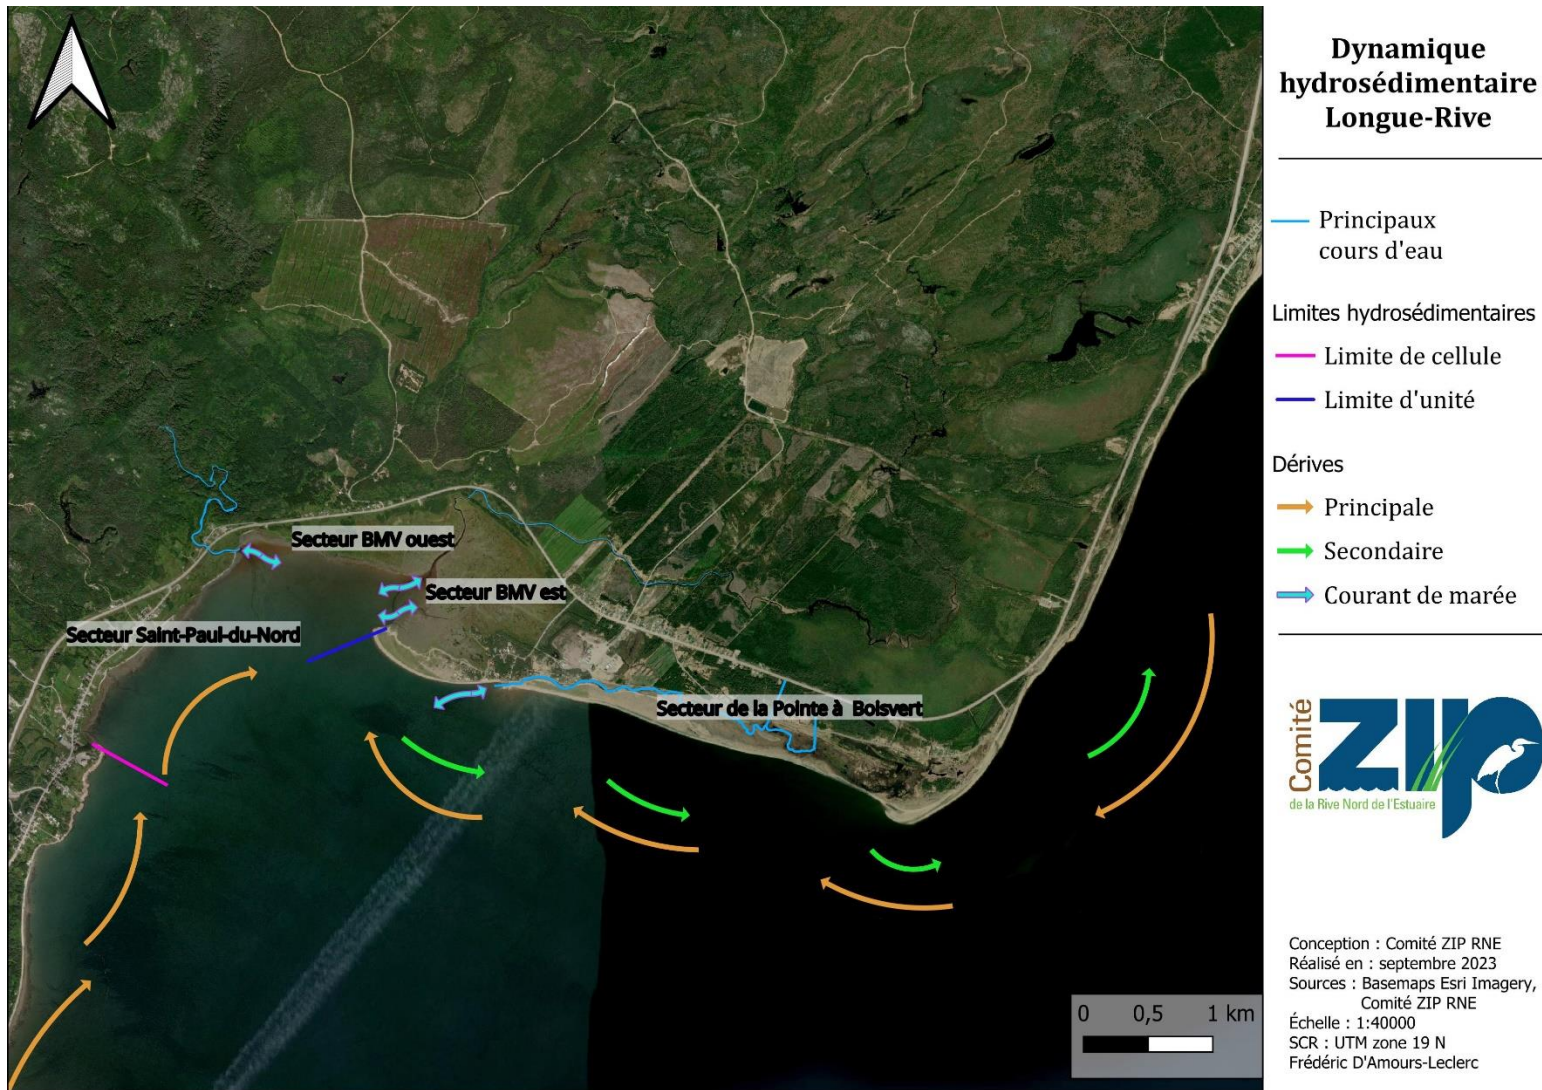 Dynamique
hydrosédimentaire
Longue-Rive
Principaux
cours d'eau
Limites hydrosédimentaires
Limite de cellule
Limite d'unité
Dérives
Principale
Secondaire
Courant de marée
Secteur BMV ouest
Secteur BMV est
Secteur Saint-Paul-du-Nord
Secteur de la Pointe à Boisvert
Comité
ZIP
de la Rive Nord de l'Estuaire
0 0,5 1 km
Conception : Comité ZIP RNE
Réalisé en : septembre 2023
Sources : Basemaps Esri Imagery,
Comité ZIP RNE
Échelle : 1:40000
SCR : UTM zone 19 N
Frédéric D'Amours-Leclerc